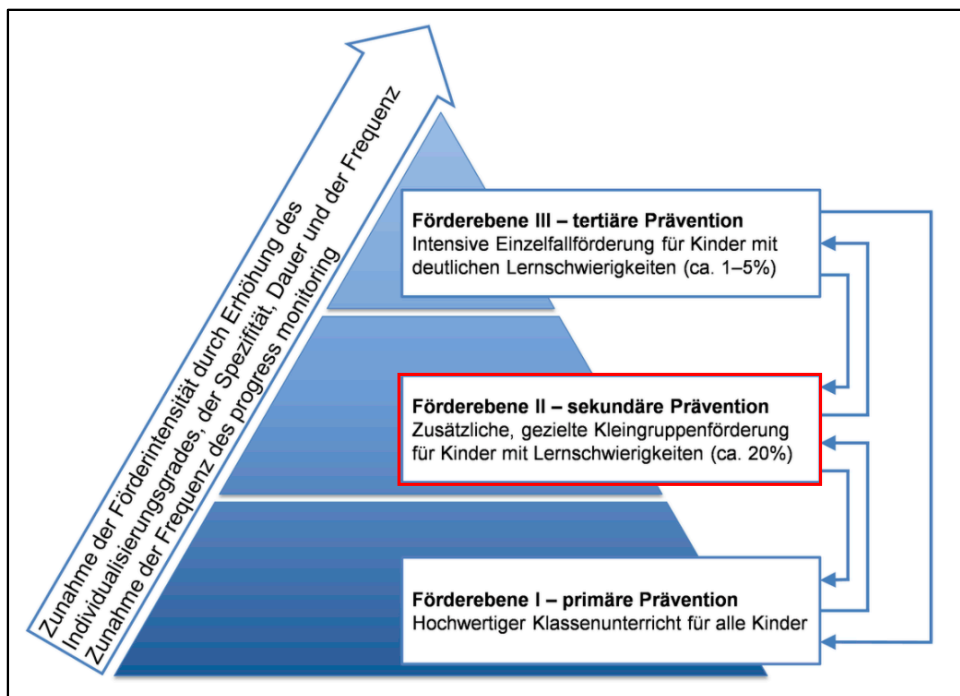 Zunahme der Förderintensität durch Erhöhung des
Individualisierungsgrades, der Spezifität, Dauer und der Frequenz
Zunahme der Frequenz des progress monitoring
Förderebene III – tertiäre Prävention
Intensive Einzelfallförderung für Kinder mit
deutlichen Lernschwierigkeiten (ca. 1–5%)
Förderebene II – sekundäre Prävention
Zusätzliche, gezielte Kleingruppenförderung
für Kinder mit Lernschwierigkeiten (ca. 20%)
Förderebene I – primäre Prävention
Hochwertiger Klassenunterricht für alle Kinder